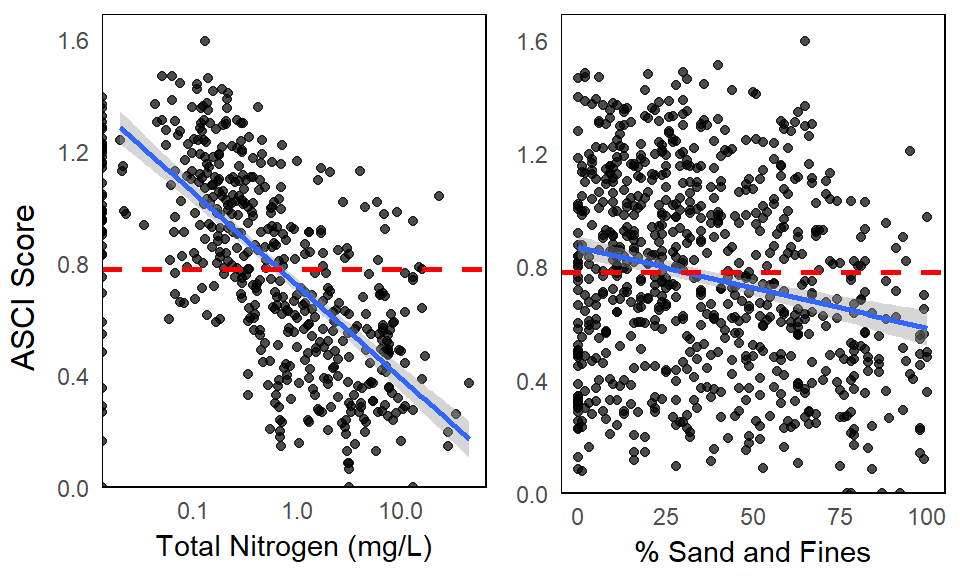 ASCI Score
1.6
1.2
0.8
0.4
0.0
0.1 1.0 10.0
Total Nitrogen (mg/L)
1.6
1.2
0.8
0.4
0.0
0 25 50 75 100
% Sand and Fines